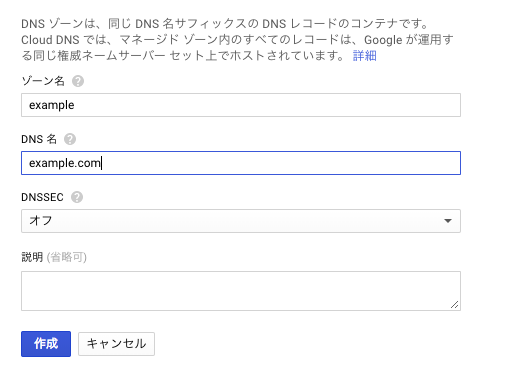 DNS ゾーンは、同じ DNS 名サフィックスの DNS レコードのコンテナです。
Cloud DNS では、マネージド ゾーン内のすべてのレコードは、Google が運用す
る同じ権威ネームサーバー セット上でホストされています。 詳細
ゾーン名 ?
example
DNS 名 ?
example.com
DNSSEC ?
オフ
説明 (省略可)
作成 キャンセル